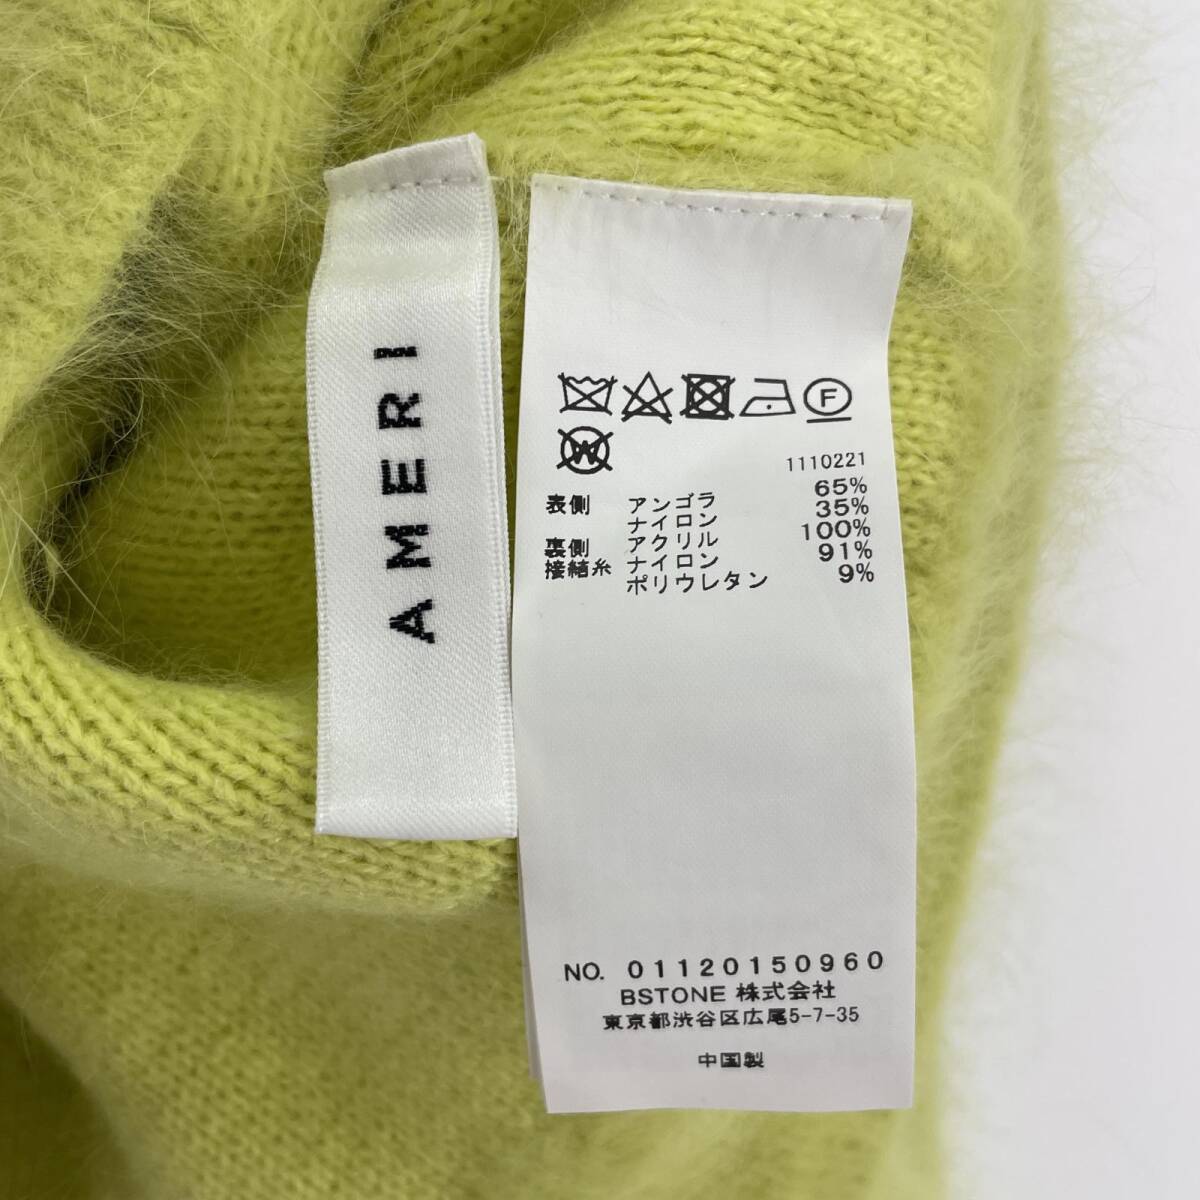 AMERI
F
W
1110221
表側 アンゴラ 65%
ナイロン 35%
裏側 アクリル 100%
接結糸 ナイロン 91%
ポリウレタン 9%
NO. 01120150960
BSTONE 株式会社
東京都渋谷区広尾5-7-35
中国製